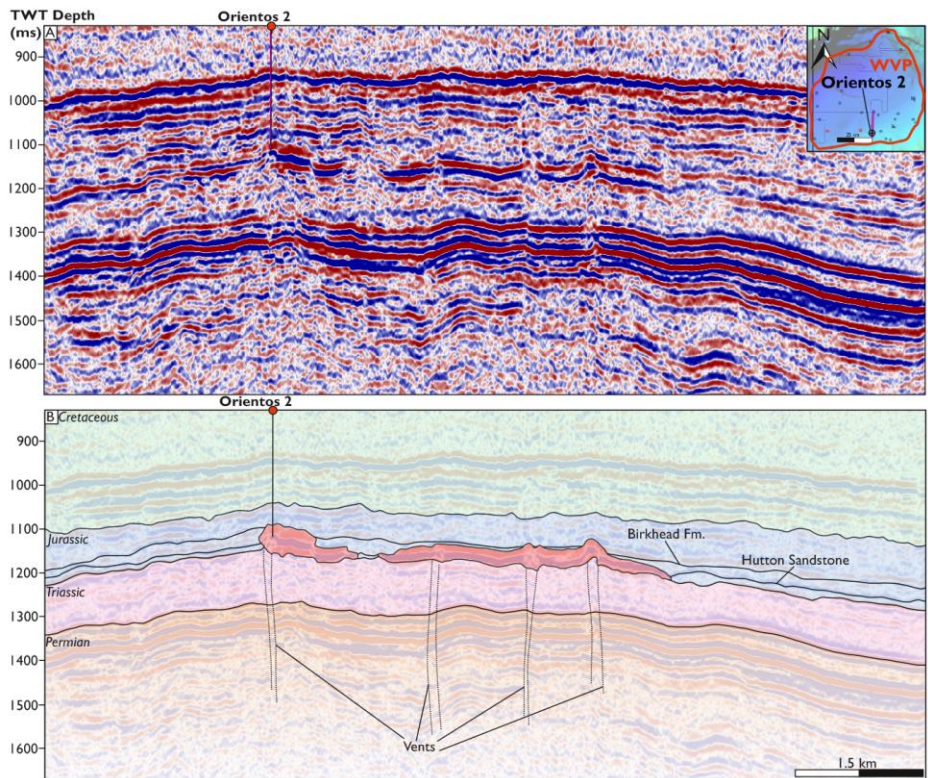 TWT Depth
(ms)
Orientos 2
A
900
1000
1100
1200
1300
1400
1500
1600
N
WVP
Orientos 2
Orientos 2
B
Cretaceous
900
1000
1100
Jurassic
Birkhead Fm.
Hutton Sandstone
1200
Triassic
1300
Permian
1400
1500
Vents
1600
1.5 km